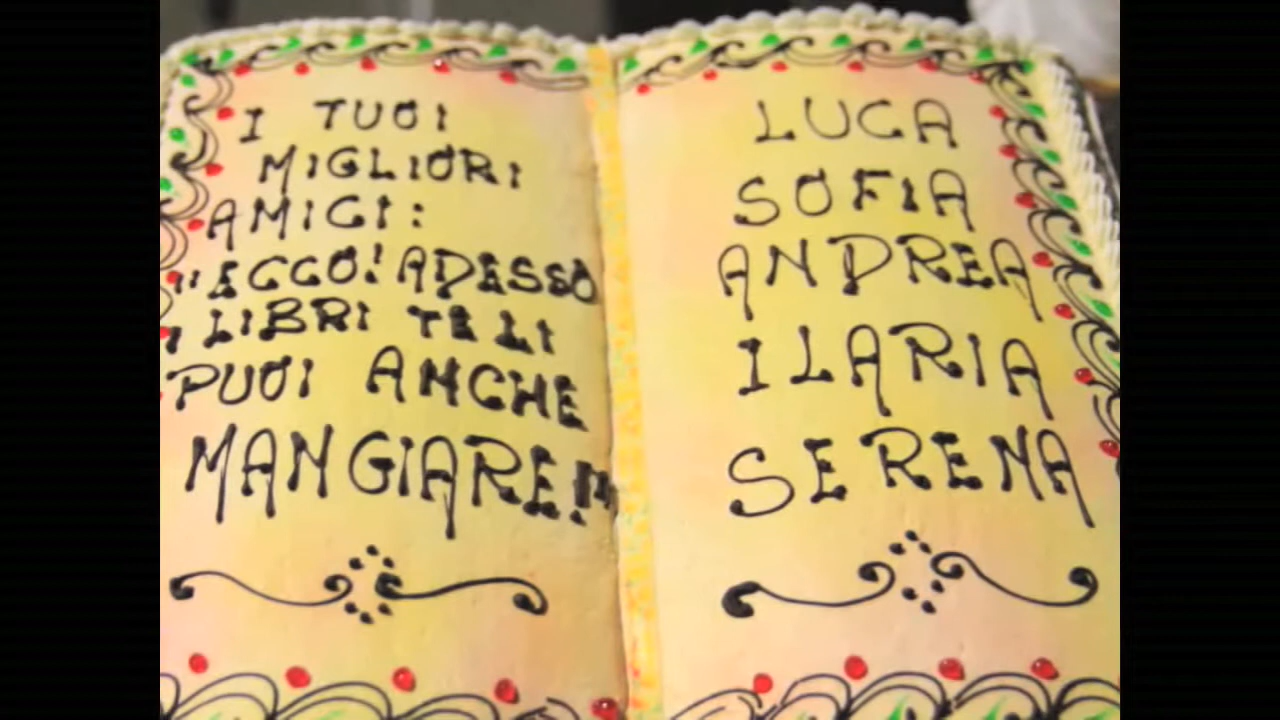 I TUOI
MIGLIORI
AMICI:
"ECCO! ADESSO
I LIBRI TE LI
PUOI ANCHE
MANGIARE!"
LUCA
SOFIA
ANDREA
ILARIA
SERENA